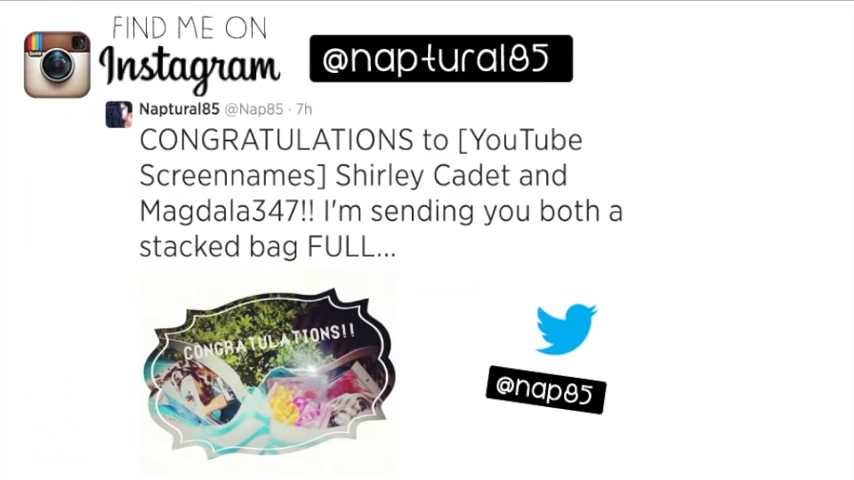 FIND ME ON
Instagram
@naptural85
Naptural85 @Nap85 · 7h
CONGRATULATIONS to [YouTube
Screennames] Shirley Cadet and
Magdala347!! I'm sending you both a
stacked bag FULL...
CONGRATULATIONS!!
@nap85